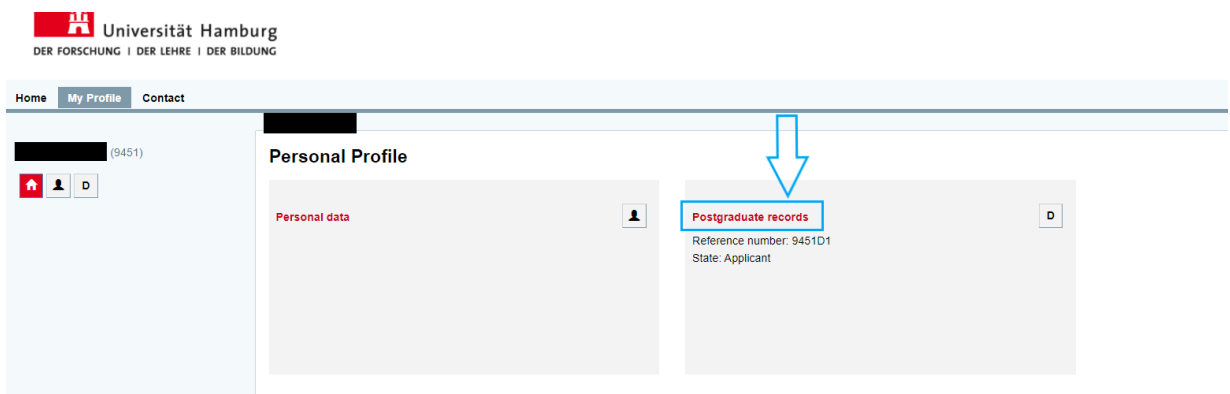 Universität Hamburg
DER FORSCHUNG | DER LEHRE | DER BILDUNG
Home My Profile Contact
(9451)
D
Personal Profile
Personal data
Postgraduate records
D
Reference number: 9451D1
State: Applicant